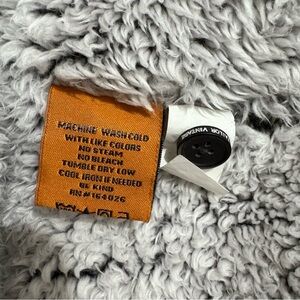 MACHINE WASH COLD
WITH LIKE COLORS
NO STEAM
NO BLEACH
TUMBLE DRY LOW
COOL IRON IF NEEDED
BE KIND
RN#164026